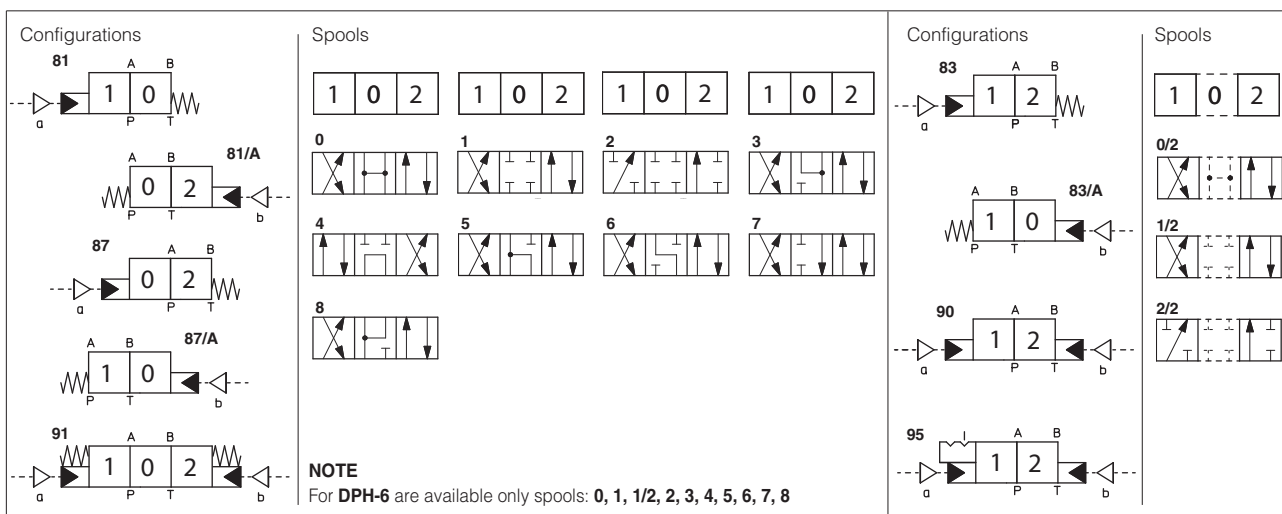 Configurations
Spools
81
A B
1 0
a
P T
A B
81/A
0 2
P T
b
87
A B
0 2
a
P T
87/A
A B
1 0
P T
b
91
A B
1 0 2
a
P T
b
1 0 2
1 0 2
1 0 2
1 0 2
0
1
2
3
4
5
6
7
8
NOTE
For DPH-6 are available only spools: 0, 1, 1/2, 2, 3, 4, 5, 6, 7, 8
Configurations
Spools
83
A B
1 2
a
P T
A B
83/A
1 0
P T
b
90
A B
1 2
a
P T
b
95
A B
1 2
a
P T
b
1 0 2
0/2
1/2
2/2